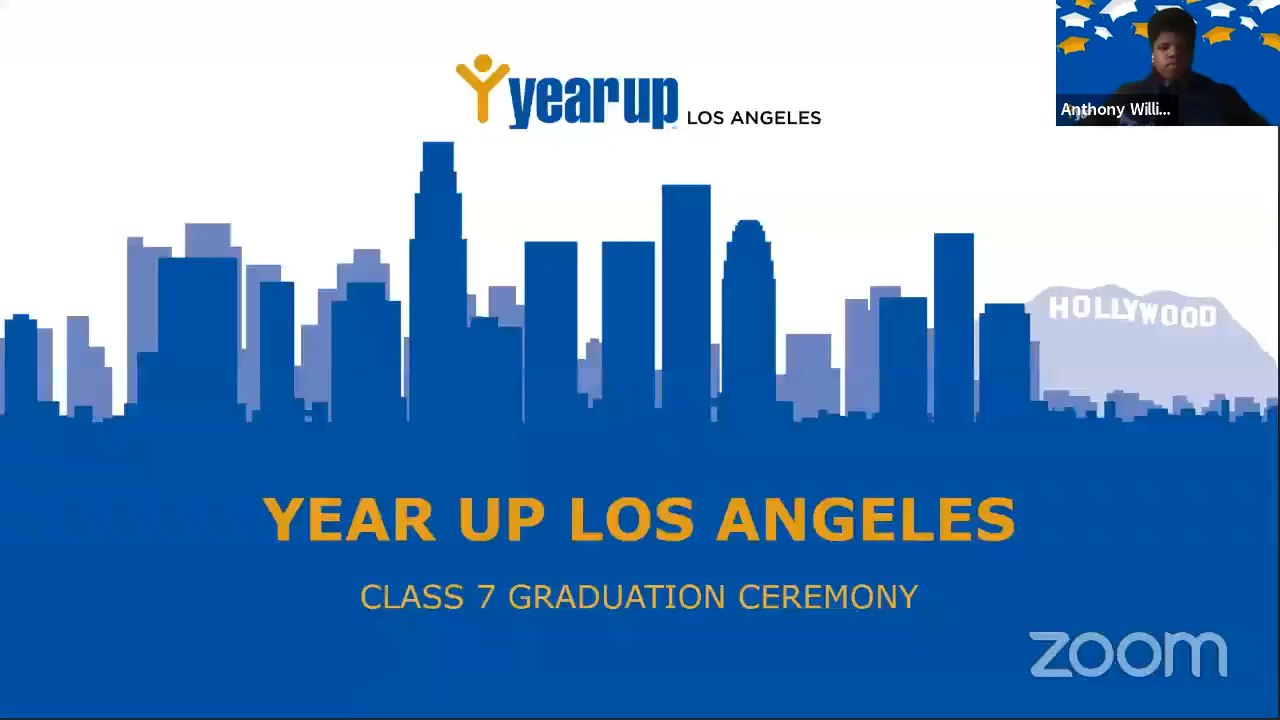 yearup LOS ANGELES
Anthony Willi...
HOLLYWOOD
YEAR UP LOS ANGELES
CLASS 7 GRADUATION CEREMONY
zoom